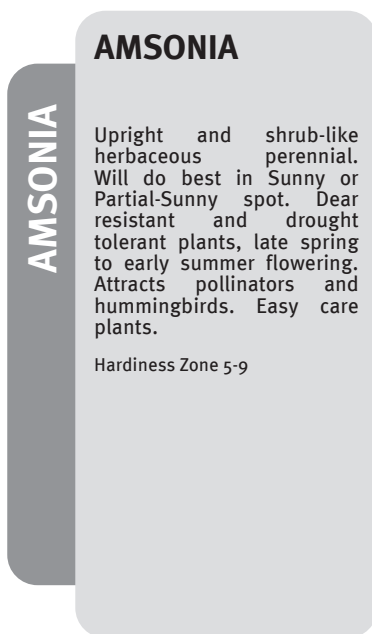 AMSONIA
AMSONIA
Upright and shrub-like
herbaceous perennial.
Will do best in Sunny or
Partial-Sunny spot. Dear
resistant and drought
tolerant plants, late spring
to early summer flowering.
Attracts pollinators and
hummingbirds. Easy care
plants.
Hardiness Zone 5-9